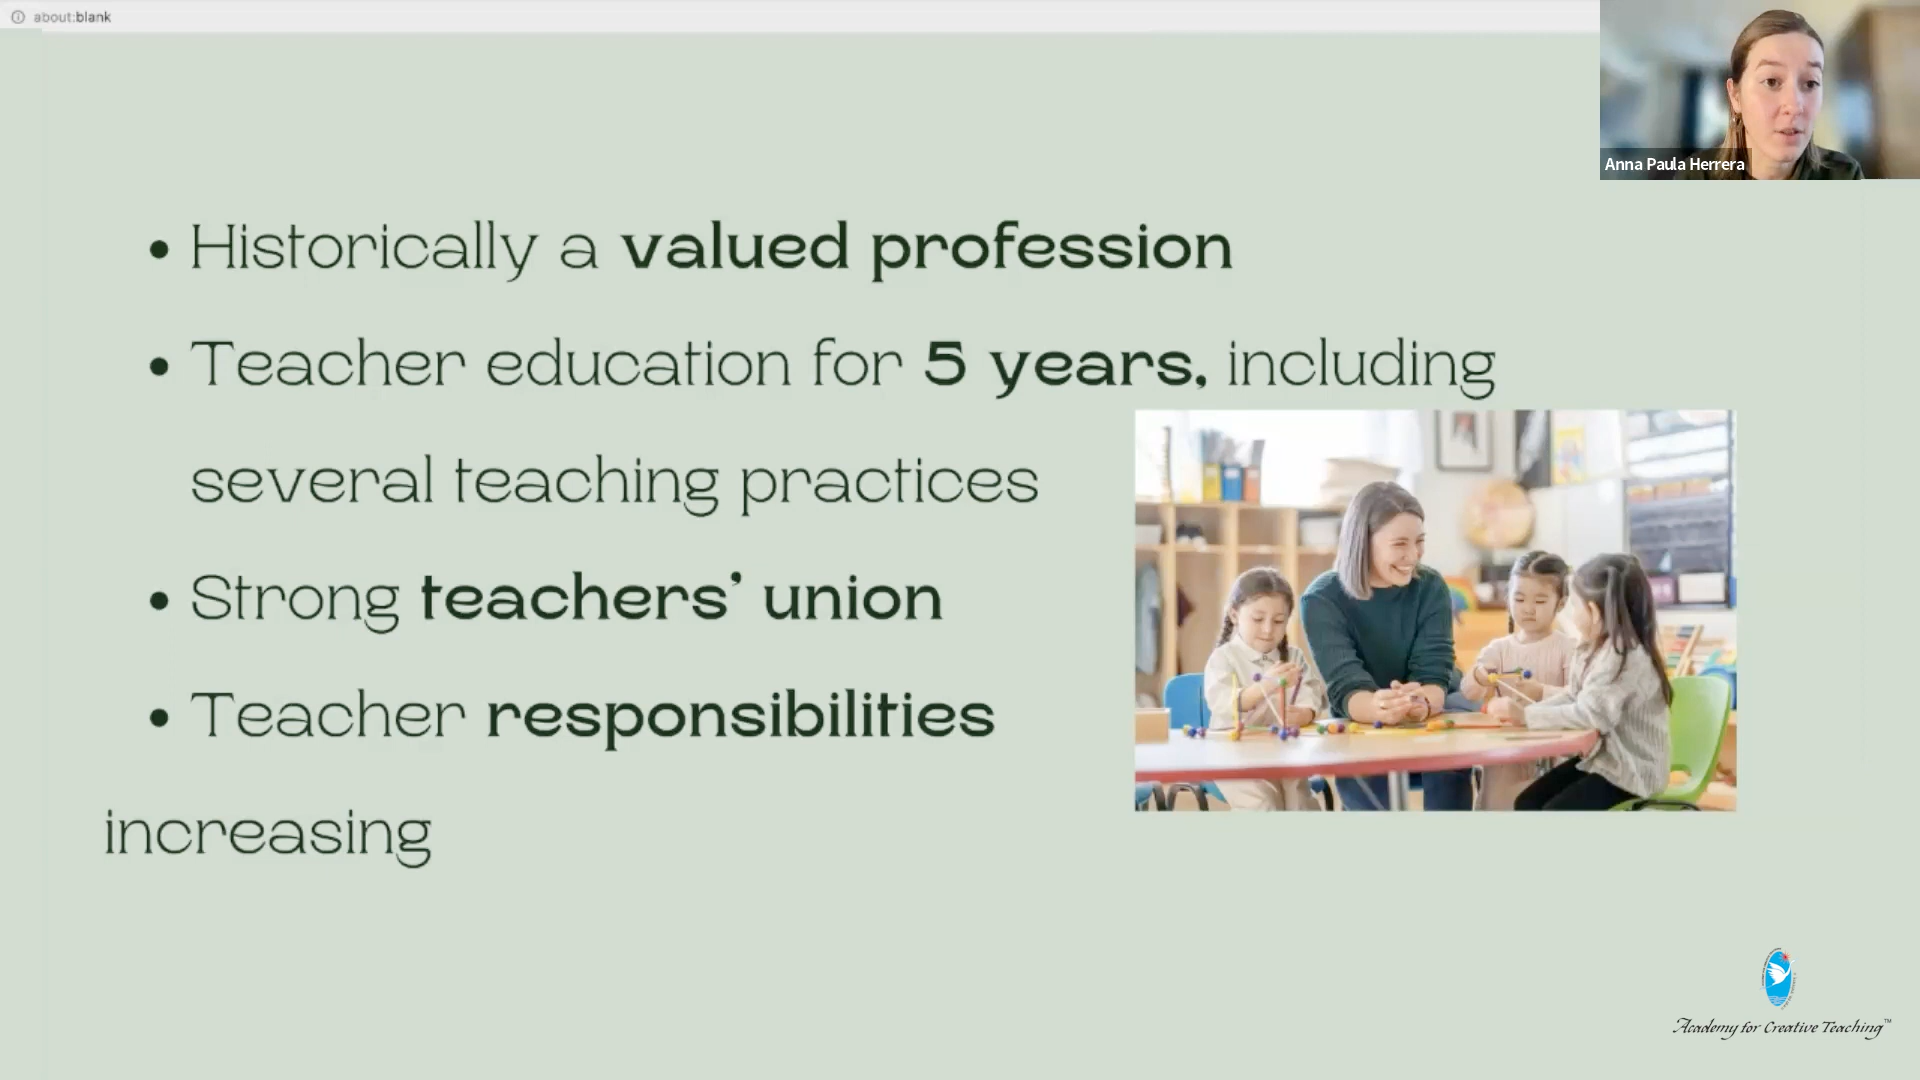 about:blank
Anna Paula Herrera
• Historically a valued profession
• Teacher education for 5 years, including
several teaching practices
• Strong teachers’ union
• Teacher responsibilities
increasing
Academy for Creative Teaching™